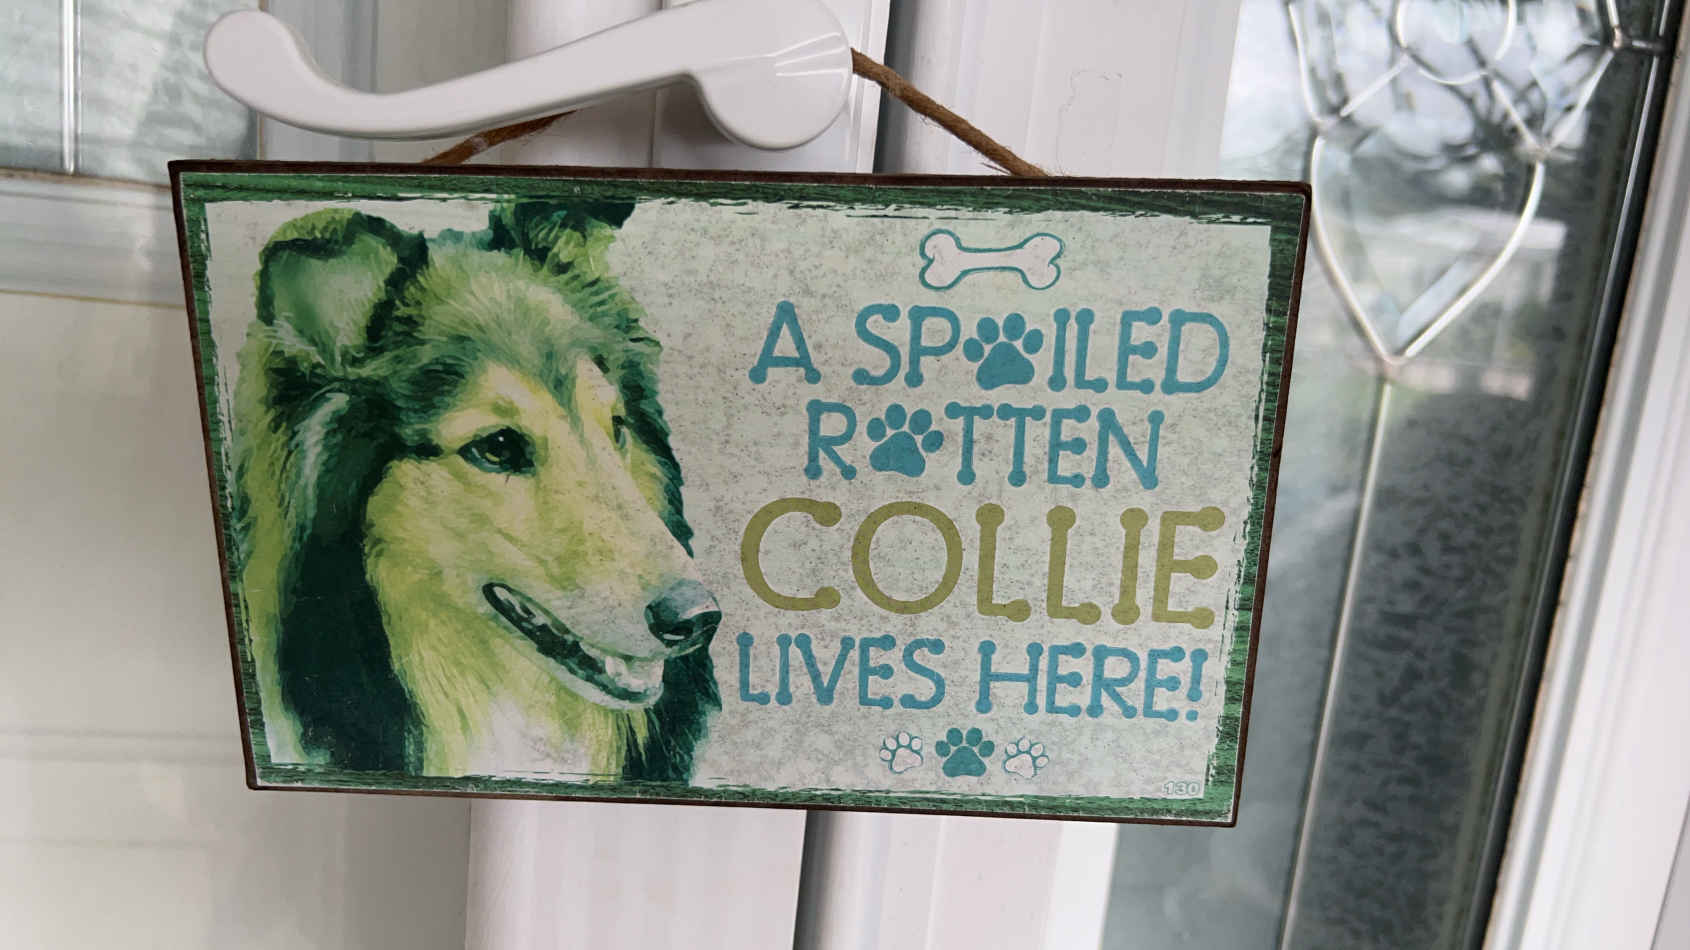 A SPOILED
ROTTEN
COLLIE
LIVES HERE!
130